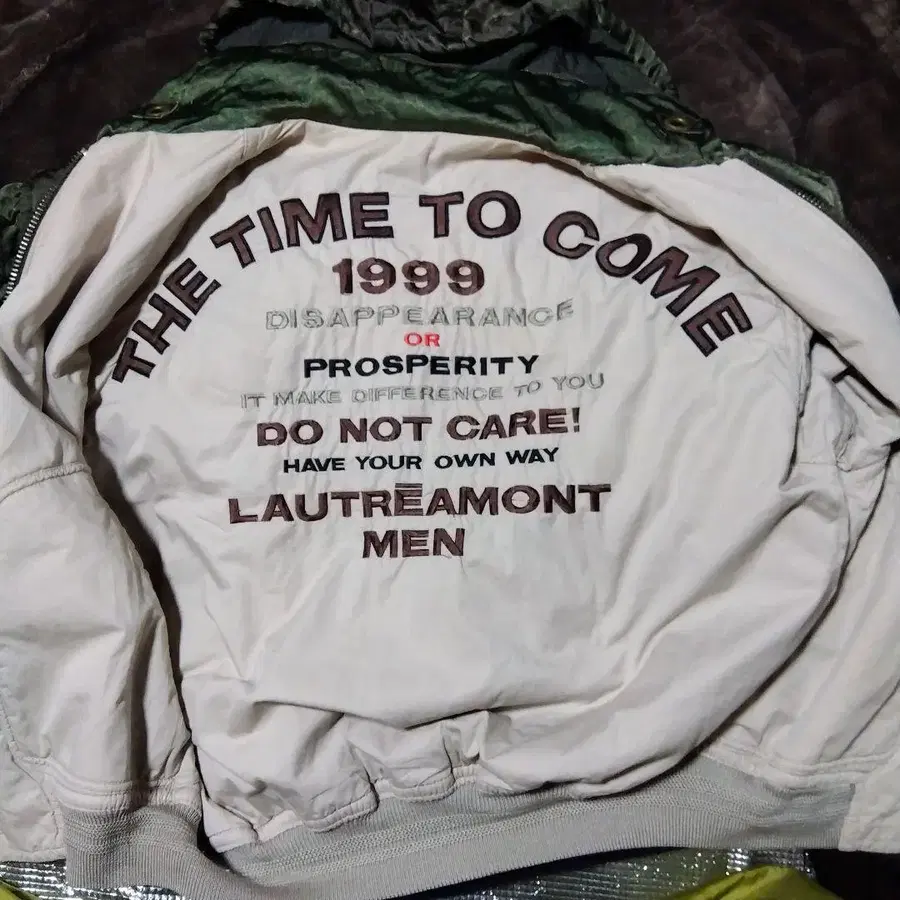 THE TIME TO COME
1999
DISAPPEARANCE
OR
PROSPERITY
IT MAKE DIFFERENCE TO YOU
DO NOT CARE!
HAVE YOUR OWN WAY
LAUTRĒAMONT
MEN